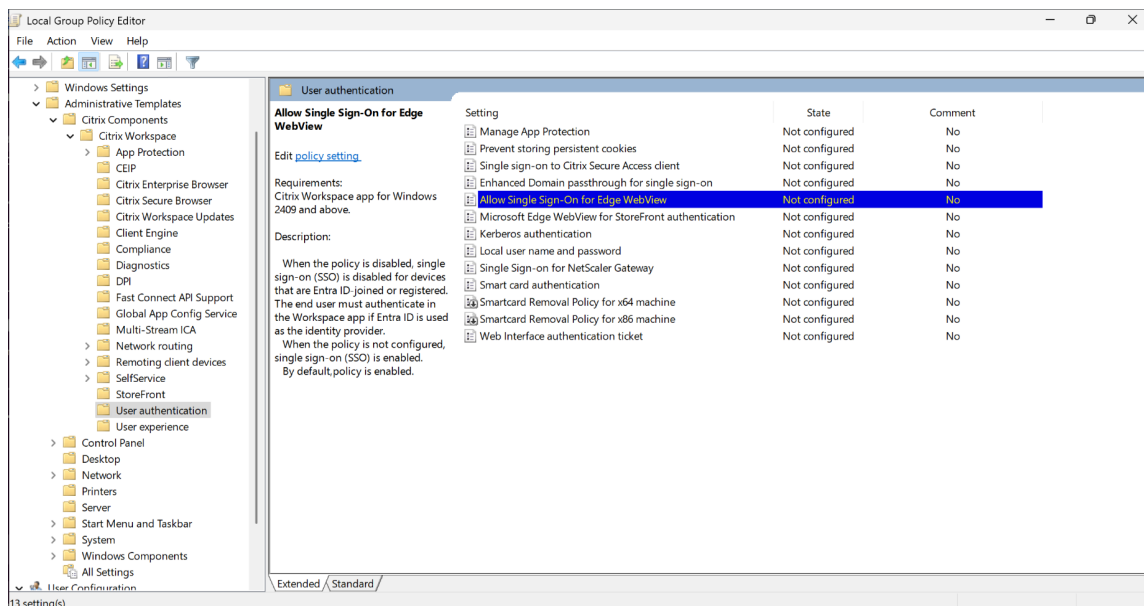 Local Group Policy Editor
File Action View Help
Windows Settings
Administrative Templates
Citrix Components
Citrix Workspace
App Protection
CEIP
Citrix Enterprise Browser
Citrix Secure Browser
Citrix Workspace Updates
Client Engine
Compliance
Diagnostics
DPI
Fast Connect API Support
Global App Config Service
Multi-Stream ICA
Network routing
Remoting client devices
SelfService
StoreFront
User authentication
User experience
Control Panel
Desktop
Network
Printers
Server
Start Menu and Taskbar
System
Windows Components
All Settings
User Configuration
User authentication
Allow Single Sign-On for Edge
WebView
Edit policy setting
Requirements:
Citrix Workspace app for Windows
2409 and above.
Description:
When the policy is disabled, single
sign-on (SSO) is disabled for devices
that are Entra ID-joined or registered.
The end user must authenticate in
the Workspace app if Entra ID is used
as the identity provider.
When the policy is not configured,
single sign-on (SSO) is enabled.
By default,policy is enabled.
Setting State Comment
Manage App Protection Not configured No
Prevent storing persistent cookies Not configured No
Single sign-on to Citrix Secure Access client Not configured No
Enhanced Domain passthrough for single sign-on Not configured No
Allow Single Sign-On for Edge WebView Not configured No
Microsoft Edge WebView for StoreFront authentication Not configured No
Kerberos authentication Not configured No
Local user name and password Not configured No
Single Sign-on for NetScaler Gateway Not configured No
Smart card authentication Not configured No
Smartcard Removal Policy for x64 machine Not configured No
Smartcard Removal Policy for x86 machine Not configured No
Web Interface authentication ticket Not configured No
Extended Standard
13 setting(s)